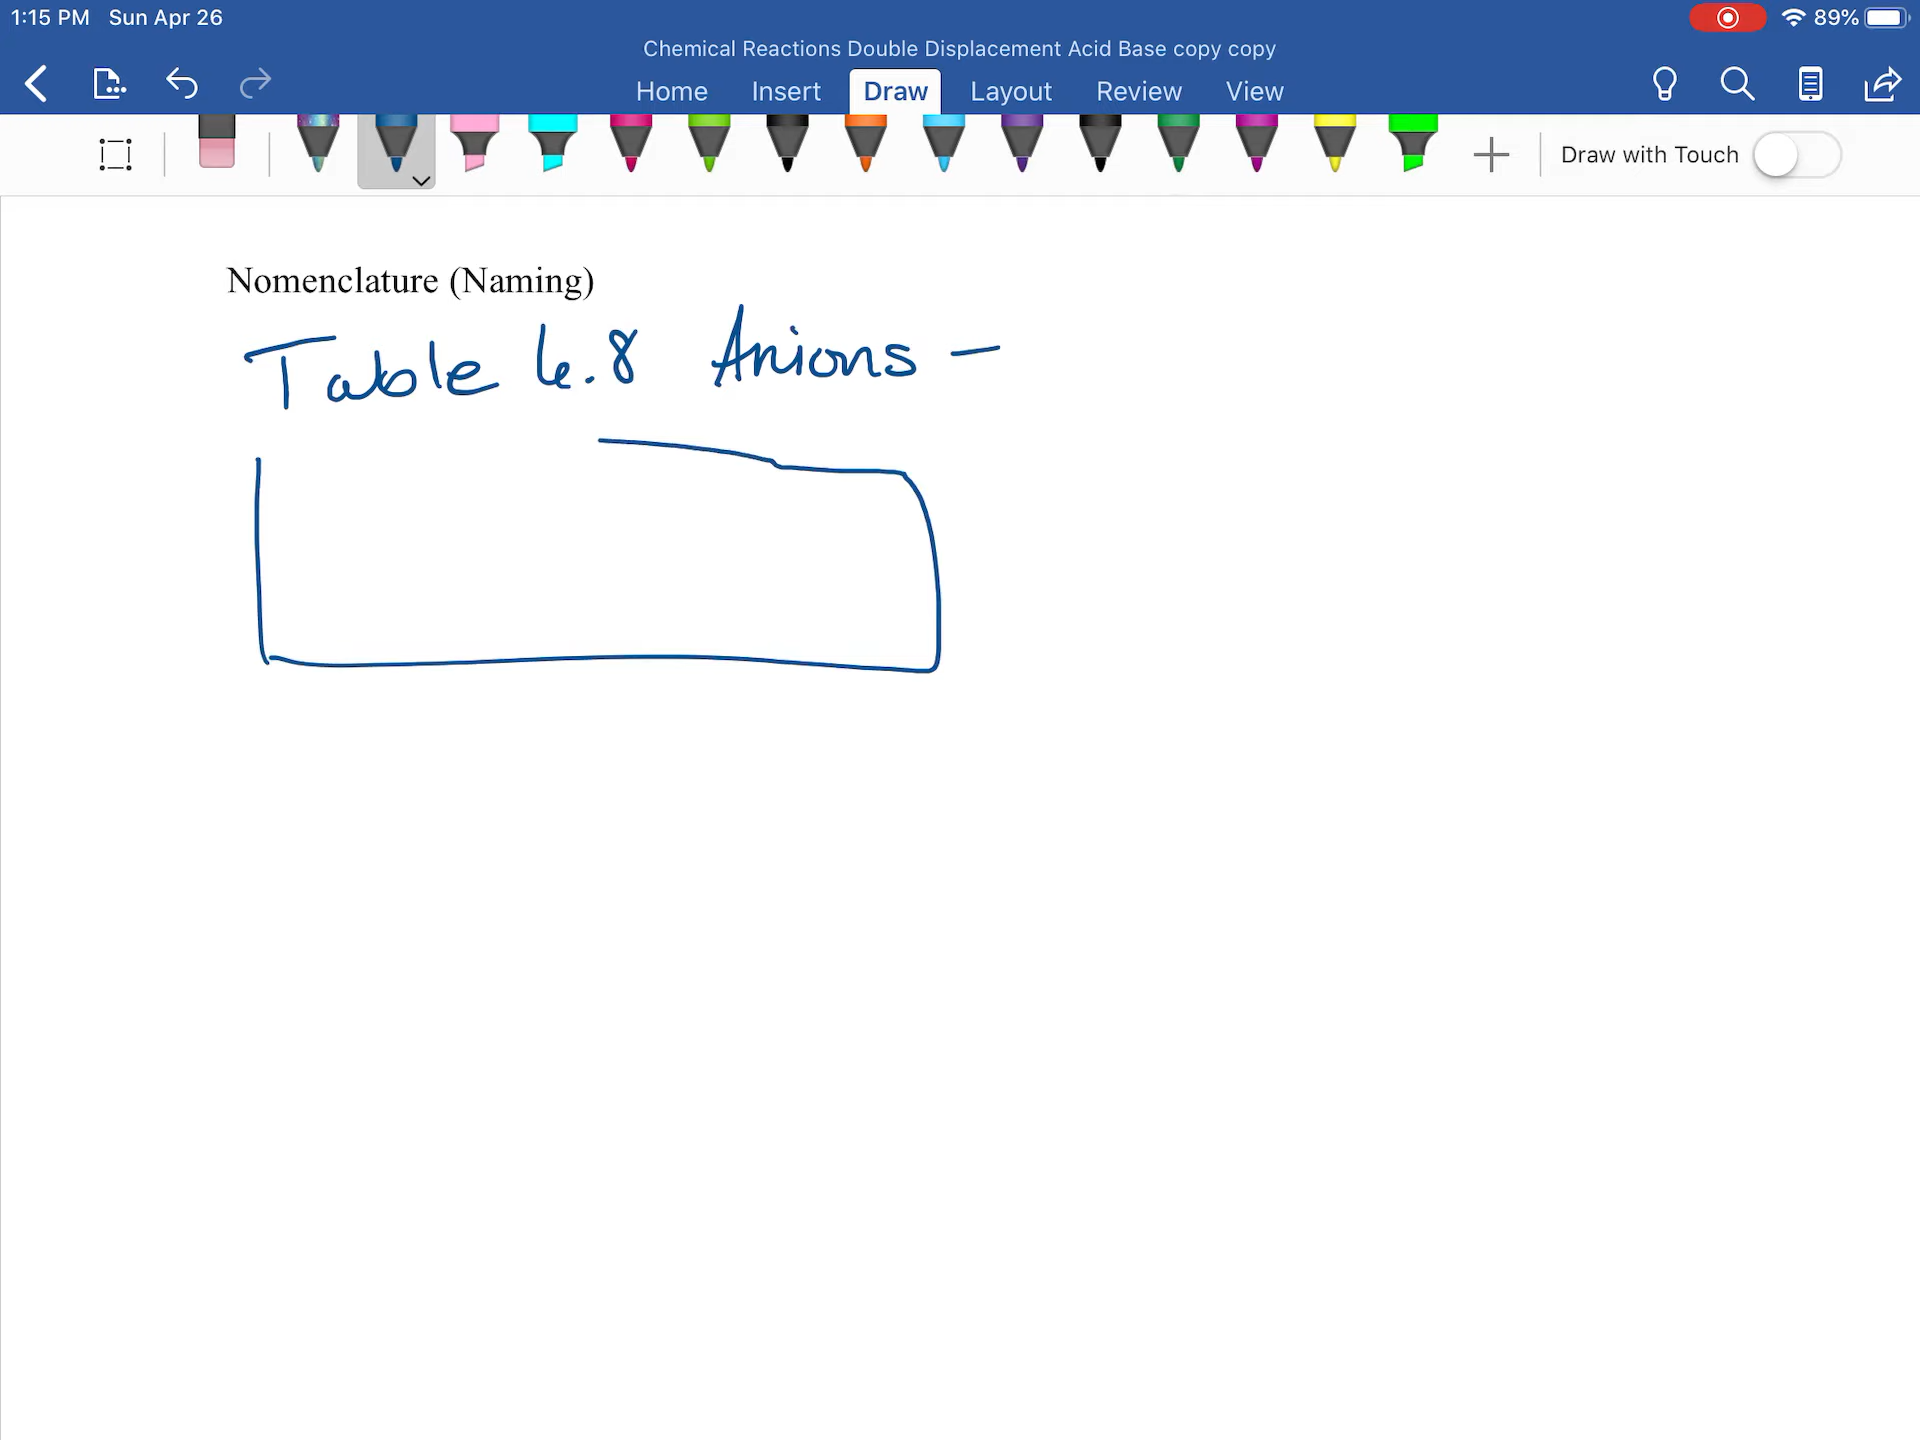 1:15 PM Sun Apr 26
89%
Chemical Reactions Double Displacement Acid Base copy copy
Home Insert Draw Layout Review View
Draw with Touch
Nomenclature (Naming)
Table 6.8 Anions –